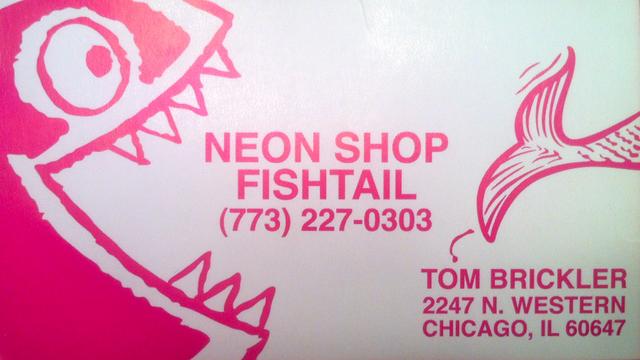 NEON SHOP
FISHTAIL
(773) 227-0303
TOM BRICKLER
2247 N. WESTERN
CHICAGO, IL 60647